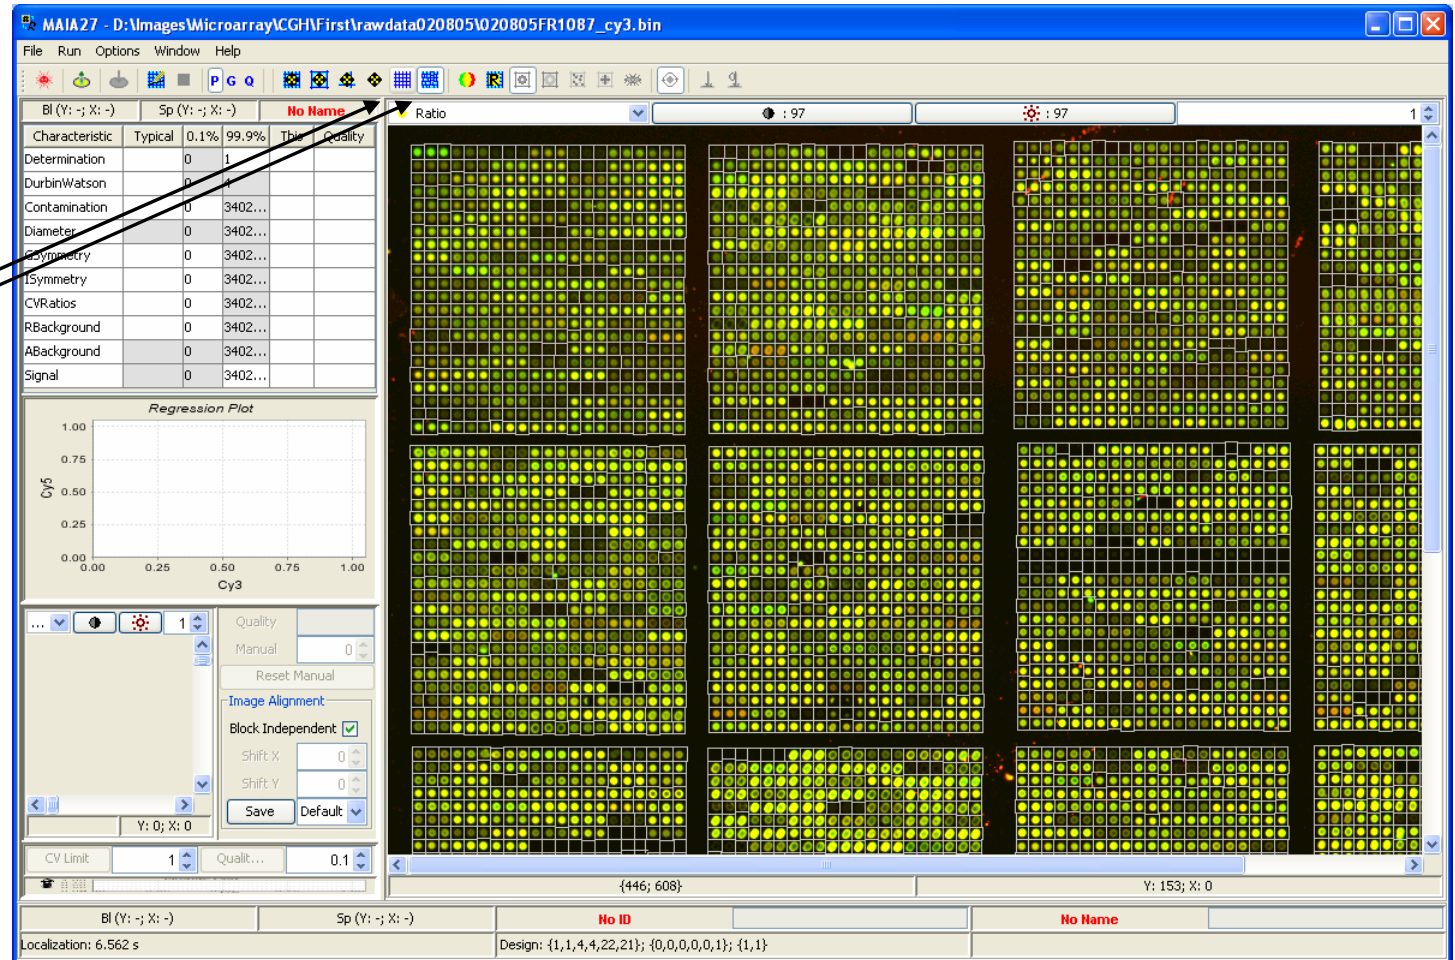 MAIA27 - D:\Images\Microarray\CGH\First\rawdata020805\020805FR1087_cy3.bin
File Run Options Window Help
P G Q
Bl (Y: -; X: -) Sp (Y: -; X: -) No Name
Ratio : 97 : 97 1
Characteristic Typical 0.1% 99.9% This Quality
Determination 0 1
DurbinWatson 0 4
Contamination 0 3402...
Diameter 0 3402...
GSymmetry 0 3402...
ISymmetry 0 3402...
CVRatios 0 3402...
RBackground 0 3402...
ABackground 0 3402...
Signal 0 3402...
Regression Plot
1.00
0.75
Cy5
0.50
0.25
0.00
0.00 0.25 0.50 0.75 1.00
Cy3
... 1
Quality
Manual 0
Reset Manual
Image Alignment
Block Independent
Shift X 0
Shift Y 0
Save Default
Y: 0; X: 0
CV Limit 1 Qualit... 0.1
{446; 608} Y: 153; X: 0
Bl (Y: -; X: -) Sp (Y: -; X: -) No ID No Name
Localization: 6.562 s Design: {1,1,4,4,22,21}; {0,0,0,0,0,1}; {1,1}